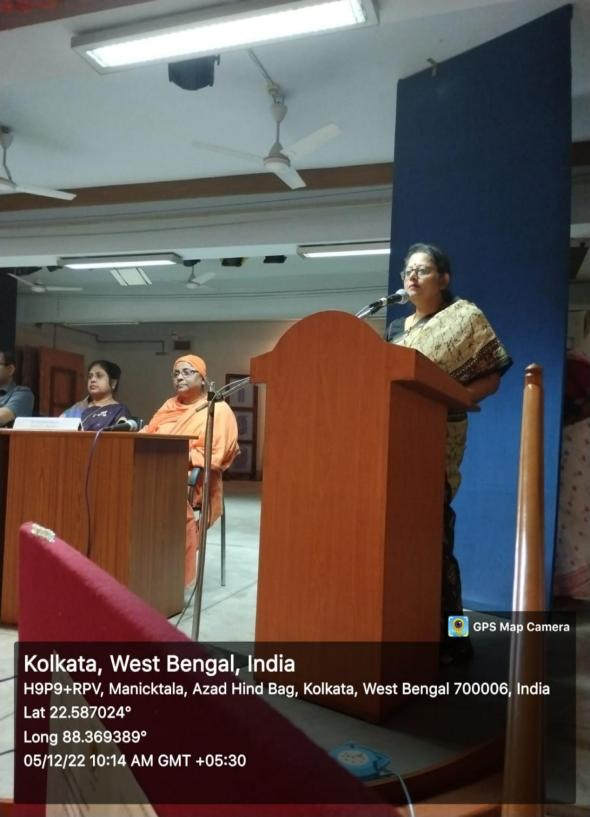 GPS Map Camera
Kolkata, West Bengal, India
H9P9+RPV, Manicktala, Azad Hind Bag, Kolkata, West Bengal 700006, India
Lat 22.587024°
Long 88.369389°
05/12/22 10:14 AM GMT +05:30